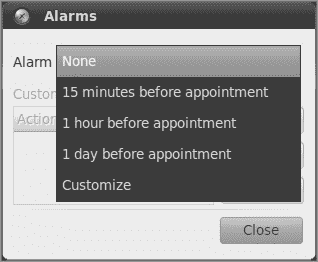 Alarms
Alarm
None
15 minutes before appointment
1 hour before appointment
1 day before appointment
Customize
Close